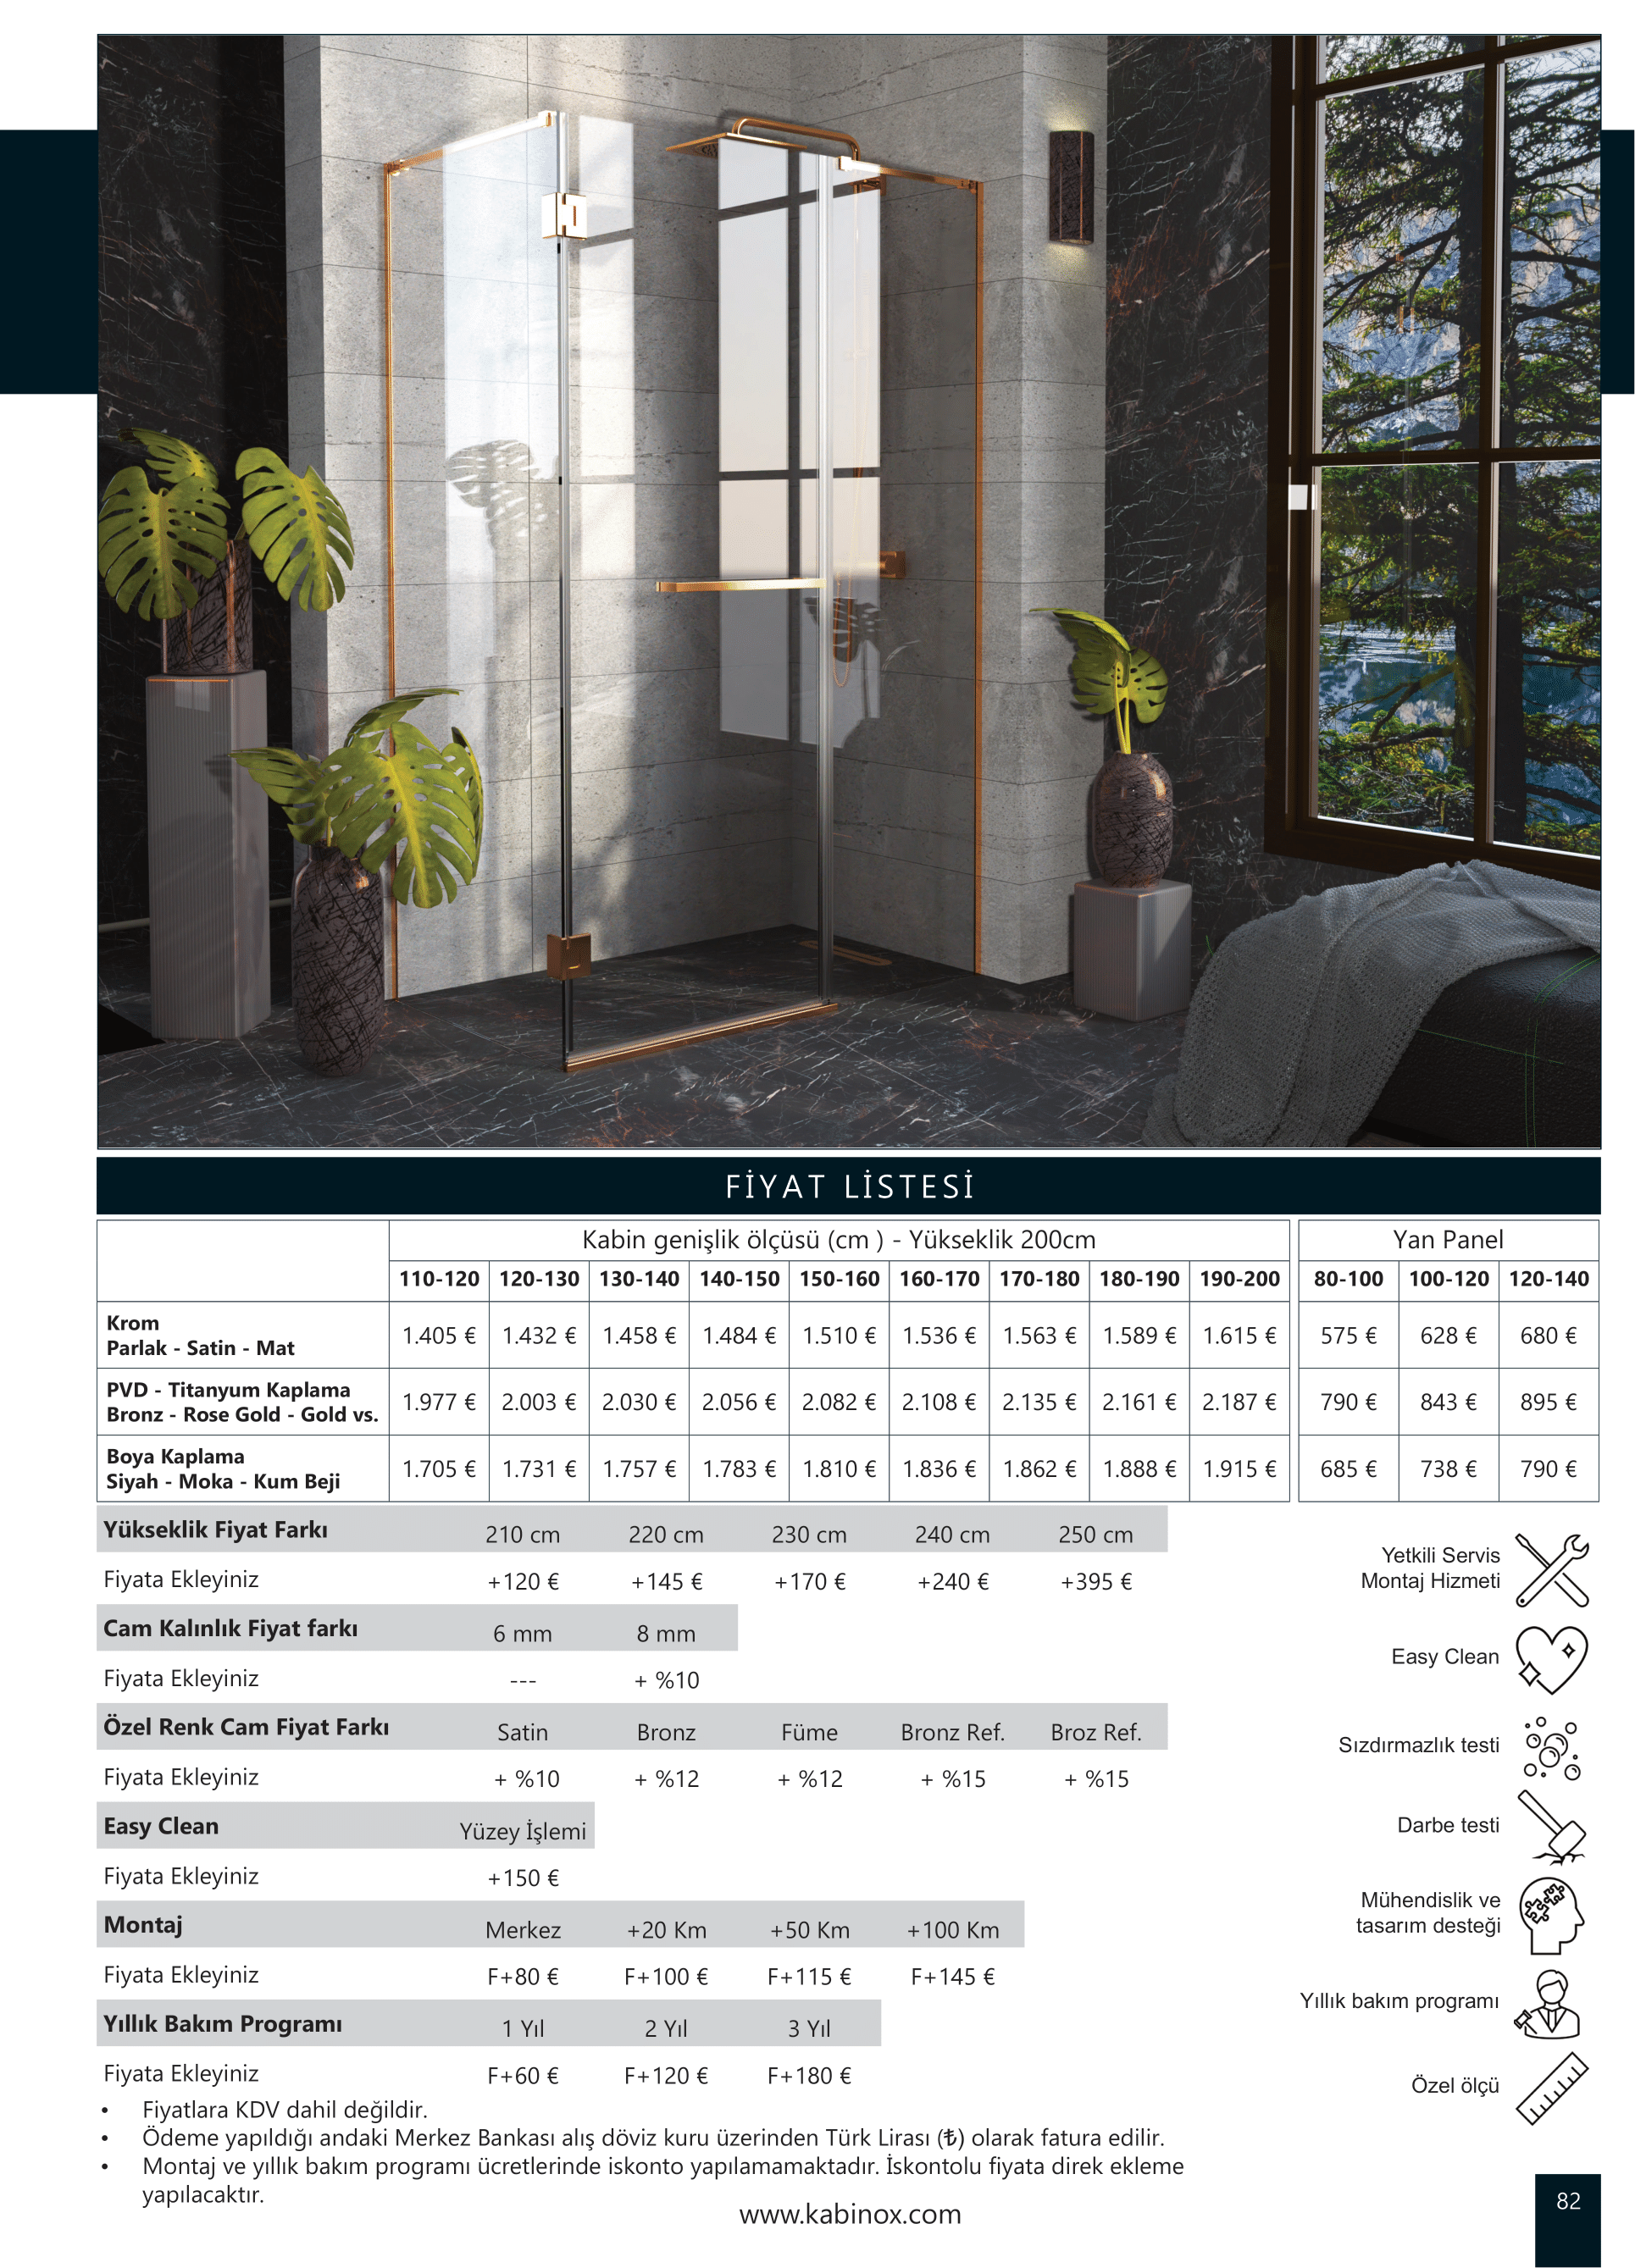 FİYAT LİSTESİ
Kabin genişlik ölçüsü (cm ) - Yükseklik 200cm
Yan Panel
110-120 120-130 130-140 140-150 150-160 160-170 170-180 180-190 190-200 80-100 100-120 120-140
Krom
Parlak - Satin - Mat
1.405 € 1.432 € 1.458 € 1.484 € 1.510 € 1.536 € 1.563 € 1.589 € 1.615 € 575 € 628 € 680 €
PVD - Titanyum Kaplama
Bronz - Rose Gold - Gold vs.
1.977 € 2.003 € 2.030 € 2.056 € 2.082 € 2.108 € 2.135 € 2.161 € 2.187 € 790 € 843 € 895 €
Boya Kaplama
Siyah - Moka - Kum Beji
1.705 € 1.731 € 1.757 € 1.783 € 1.810 € 1.836 € 1.862 € 1.888 € 1.915 € 685 € 738 € 790 €
Yükseklik Fiyat Farkı 210 cm 220 cm 230 cm 240 cm 250 cm
Fiyata Ekleyiniz +120 € +145 € +170 € +240 € +395 €
Cam Kalınlık Fiyat farkı 6 mm 8 mm
Fiyata Ekleyiniz --- + %10
Özel Renk Cam Fiyat Farkı Satin Bronz Füme Bronz Ref. Broz Ref.
Fiyata Ekleyiniz + %10 + %12 + %12 + %15 + %15
Easy Clean Yüzey İşlemi
Fiyata Ekleyiniz +150 €
Montaj Merkez +20 Km +50 Km +100 Km
Fiyata Ekleyiniz F+80 € F+100 € F+115 € F+145 €
Yıllık Bakım Programı 1 Yıl 2 Yıl 3 Yıl
Fiyata Ekleyiniz F+60 € F+120 € F+180 €
• Fiyatlara KDV dahil değildir.
• Ödeme yapıldığı andaki Merkez Bankası alış döviz kuru üzerinden Türk Lirası (₺) olarak fatura edilir.
• Montaj ve yıllık bakım programı ücretlerinde iskonto yapılamamaktadır. İskontolu fiyata direk ekleme
yapılacaktır.
Yetkili Servis
Montaj Hizmeti
Easy Clean
Sızdırmazlık testi
Darbe testi
Mühendislik ve
tasarım desteği
Yıllık bakım programı
Özel ölçü
www.kabinox.com
82